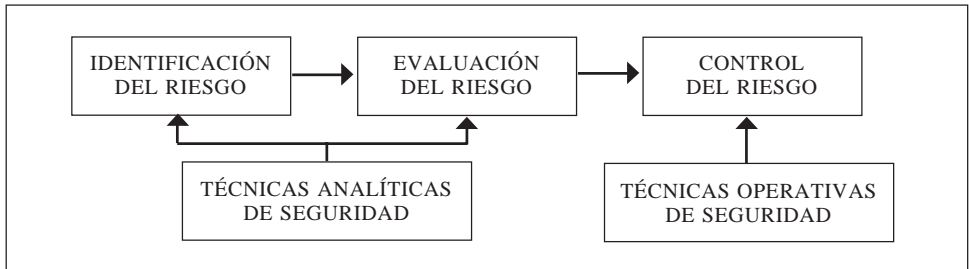 IDENTIFICACIÓN
DEL RIESGO
EVALUACIÓN
DEL RIESGO
CONTROL
DEL RIESGO
TÉCNICAS ANALÍTICAS
DE SEGURIDAD
TÉCNICAS OPERATIVAS
DE SEGURIDAD